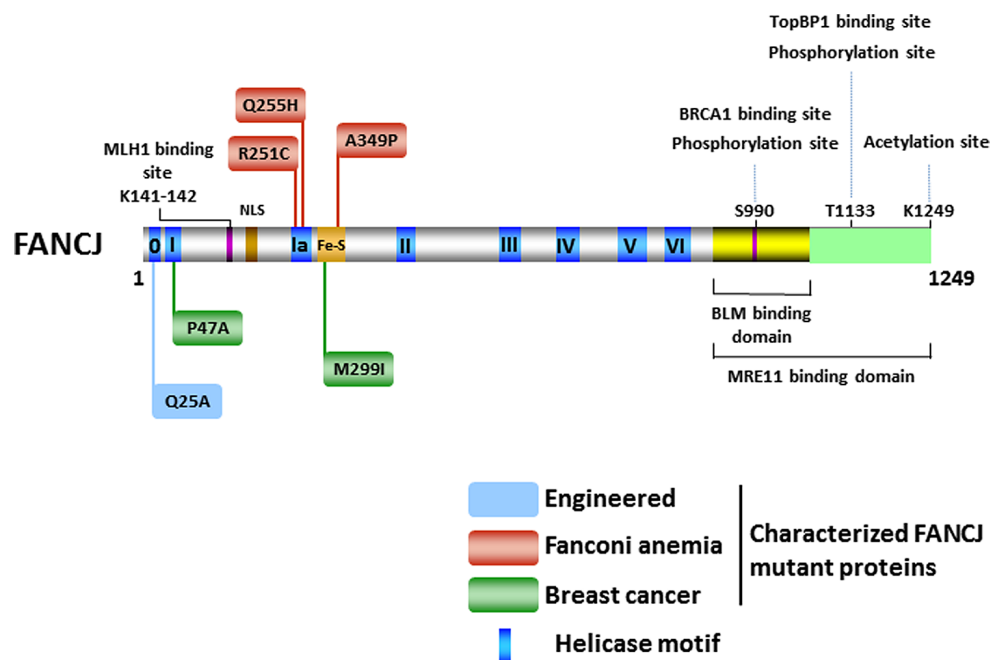 TopBP1 binding site
Phosphorylation site
Q255H
R251C
A349P
BRCA1 binding site
Phosphorylation site
Acetylation site
MLH1 binding
site
K141-142
NLS
S990
T1133
K1249
FANCJ
0
I
Ia
Fe-S
II
III
IV
V
VI
1
1249
P47A
M299I
Q25A
BLM binding
domain
MRE11 binding domain
Engineered
Fanconi anemia
Breast cancer
Characterized FANCJ
mutant proteins
Helicase motif